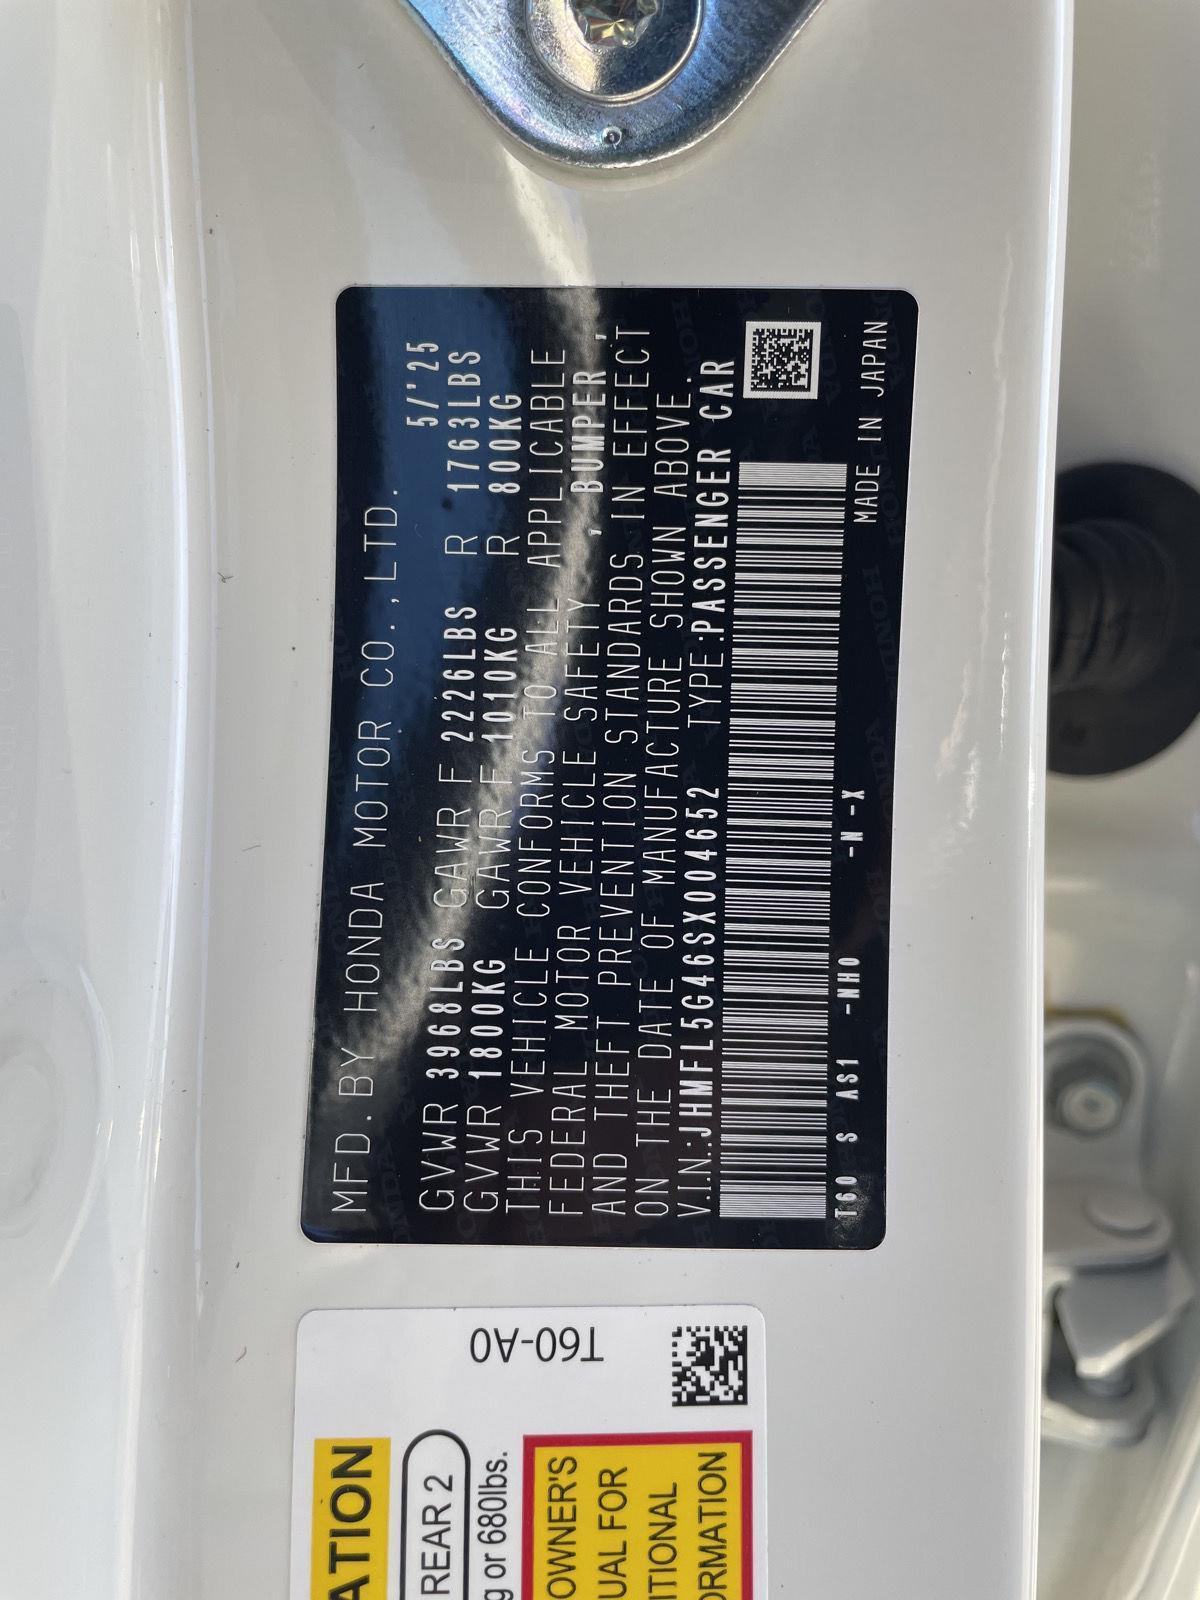 MFD. BY HONDA MOTOR CO., LTD. 5/'25
GVWR 3968LBS GAWR F 2226LBS R 1763LBS
GVWR 1800KG GAWR F 1010KG R 800KG
THIS VEHICLE CONFORMS TO ALL APPLICABLE
FEDERAL MOTOR VEHICLE SAFETY , BUMPER ,
AND THEFT PREVENTION STANDARDS IN EFFECT
ON THE DATE OF MANUFACTURE SHOWN ABOVE.
V.I.N.:JHMFL5G46SX004652 TYPE:PASSENGER CAR
T60 S AS1 -NH0 -N -X MADE IN JAPAN
T60-A0
ATION
REAR 2
g or 680lbs.
OWNER'S
UAL FOR
ITIONAL
ORMATION